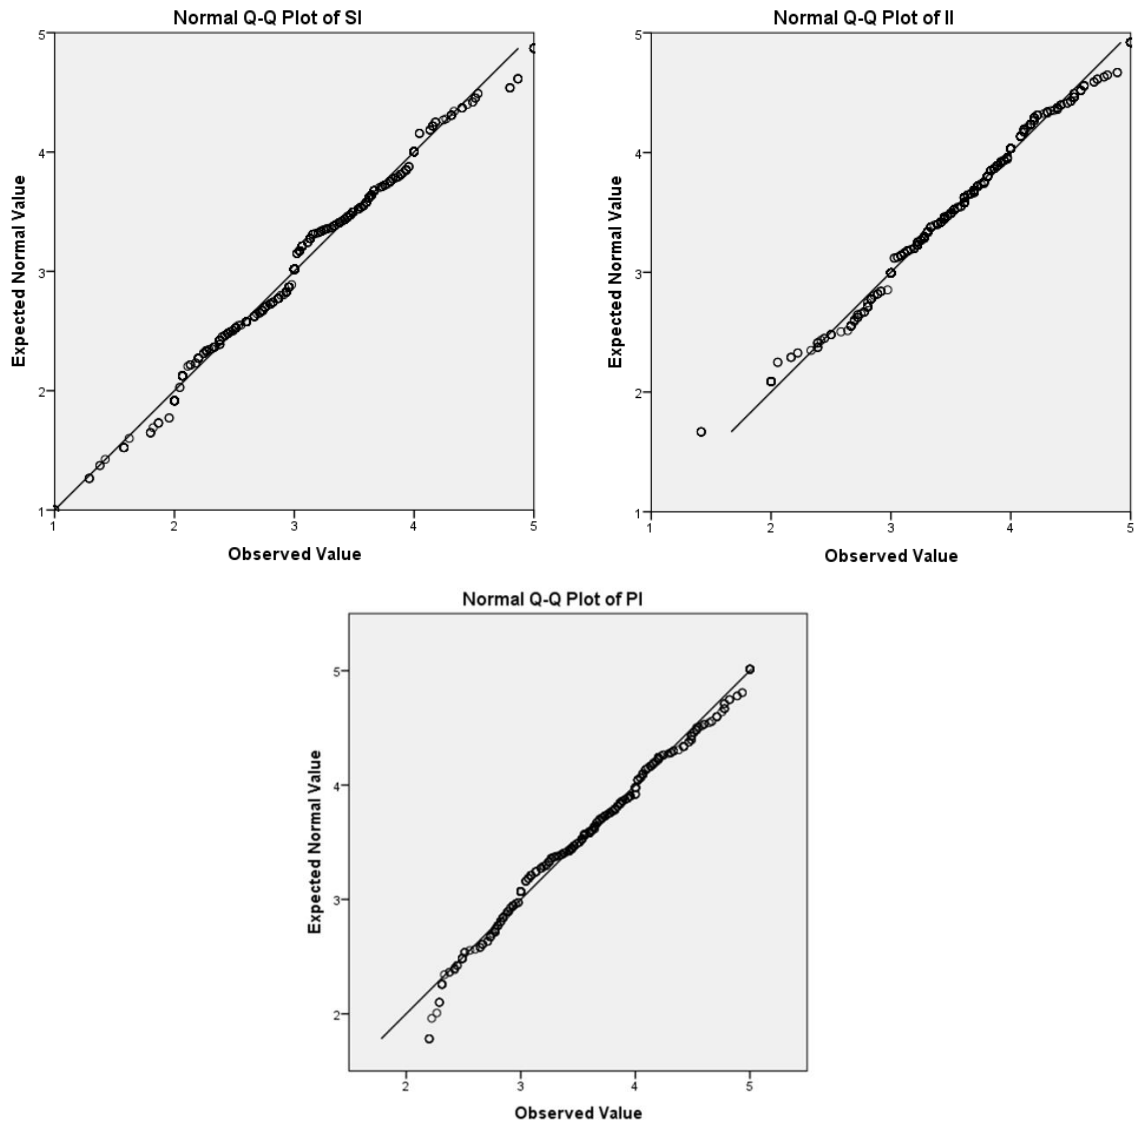 Normal Q-Q Plot of SI
Expected Normal Value
5
4
3
2
1
1 2 3 4 5
Observed Value
Normal Q-Q Plot of II
Expected Normal Value
5
4
3
2
1
1 2 3 4 5
Observed Value
Normal Q-Q Plot of PI
Expected Normal Value
5
4
3
2
2 3 4 5
Observed Value